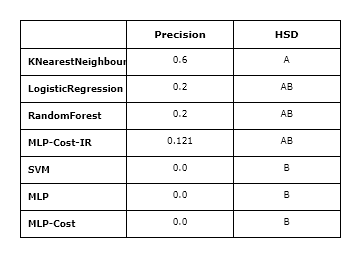 Precision HSD
KNearestNeighbour 0.6 A
LogisticRegression 0.2 AB
RandomForest 0.2 AB
MLP-Cost-IR 0.121 AB
SVM 0.0 B
MLP 0.0 B
MLP-Cost 0.0 B